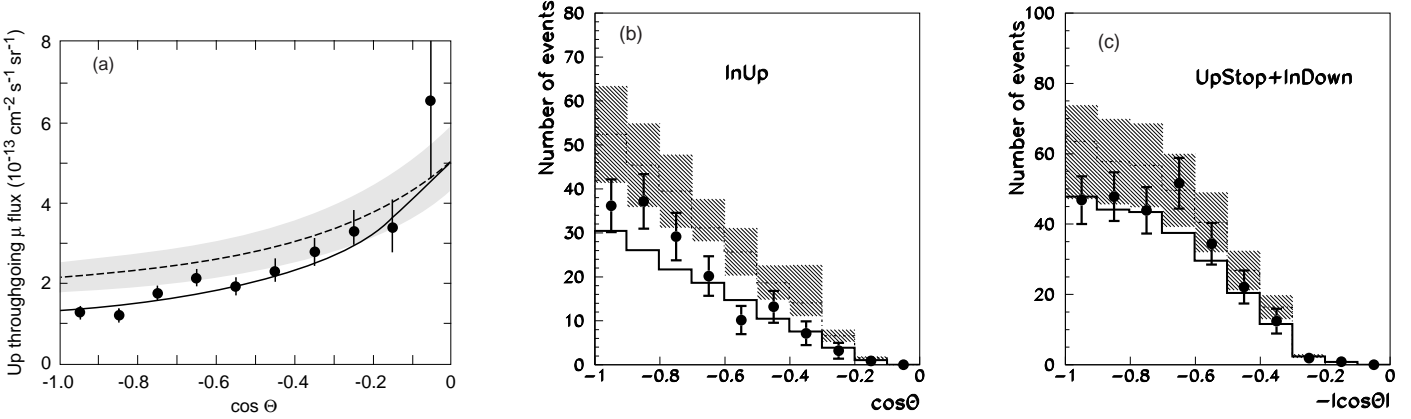 Up throughgoing μ flux (10⁻¹³ cm⁻² s⁻¹ sr⁻¹)
8
6
4
2
0
(a)
-1.0 -0.8 -0.6 -0.4 -0.2 0
cos Θ
Number of events
80
70
60
50
40
30
20
10
0
(b)
InUp
-1 -0.8 -0.6 -0.4 -0.2 0
cosΘ
Number of events
100
80
60
40
20
0
(c)
UpStop+InDown
-1 -0.8 -0.6 -0.4 -0.2 0
-|cosΘ|